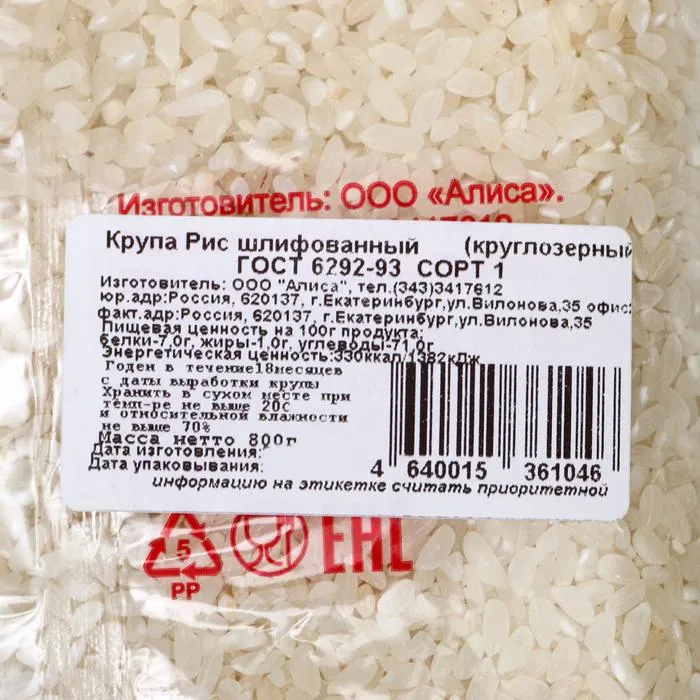 Изготовитель: ООО «Алиса».
Крупа Рис шлифованный (круглозерный
ГОСТ 6292-93 СОРТ 1
Изготовитель: ООО "Алиса", тел.(343)3417612
юр.адр:Россия, 620137, г.Екатеринбург,ул.Вилонова,35 офис
факт.адр:Россия, 620137, г.Екатеринбург,ул.Вилонова,35
Пищевая ценность на 100г продукта:
белки-7,0г, жиры-1,0г, углеводы-71,0г
Энергетическая ценность:330ккал/1382кДж
Годен в течение18месяцев
с даты выработки крупы
Хранить в сухом месте при
темп-ре не выше 20с
и относительной влажности
не выше 70%
Масса нетто 800г
Дата изготовления:
Дата упаковывания:
4 640015 361046
информацию на этикетке считать приоритетной
5
PP
ЕАС